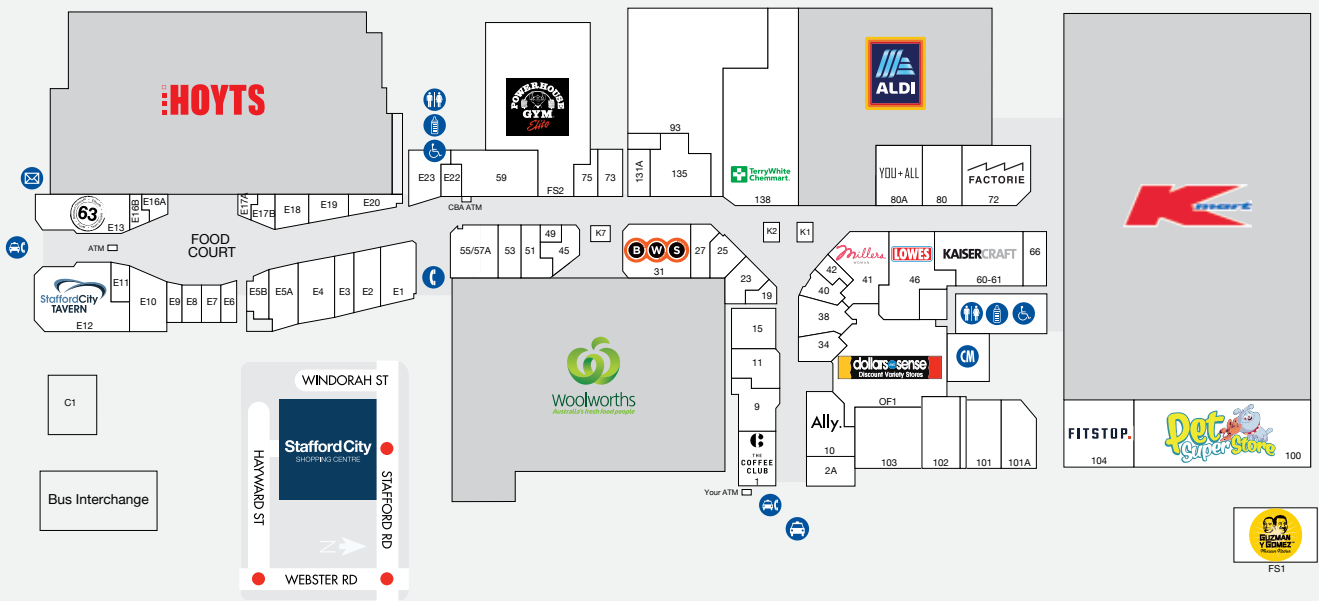 HOYTS
POWERHOUSE
GYM
Elite
ALDI
Kmart
93
131A
135
TerryWhite
Chemmart.
138
YOU+ALL
80A
80
FACTORIE
72
E23
E22
59
FS2
75
73
CBA ATM
63
E13
E16B
E16A
E17A
E17B
E18
E19
E20
ATM
FOOD
COURT
K7
K2
K1
55/57A
53
51
49
45
BWS
31
27
25
23
19
Millers
WOMAN
41
42
40
38
34
LOWES
46
KAISERCRAFT
60-61
66
StaffordCity
TAVERN
E12
E11
E10
E9
E8
E7
E6
E5B
E5A
E4
E3
E2
E1
Woolworths
Australia's fresh food people
15
11
9
THE
COFFEE
CLUB
1
Your ATM
dollars and sense
Discount Variety Stores
CM
OF1
Ally.
10
2A
103
102
101
101A
FITSTOP.
104
Pet
Super Store
100
GUZMAN
Y GOMEZ
Mexican Kitchen
FS1
C1
Bus Interchange
WINDORAH ST
HAYWARD ST
StaffordCity
SHOPPING CENTRE
STAFFORD RD
N
WEBSTER RD